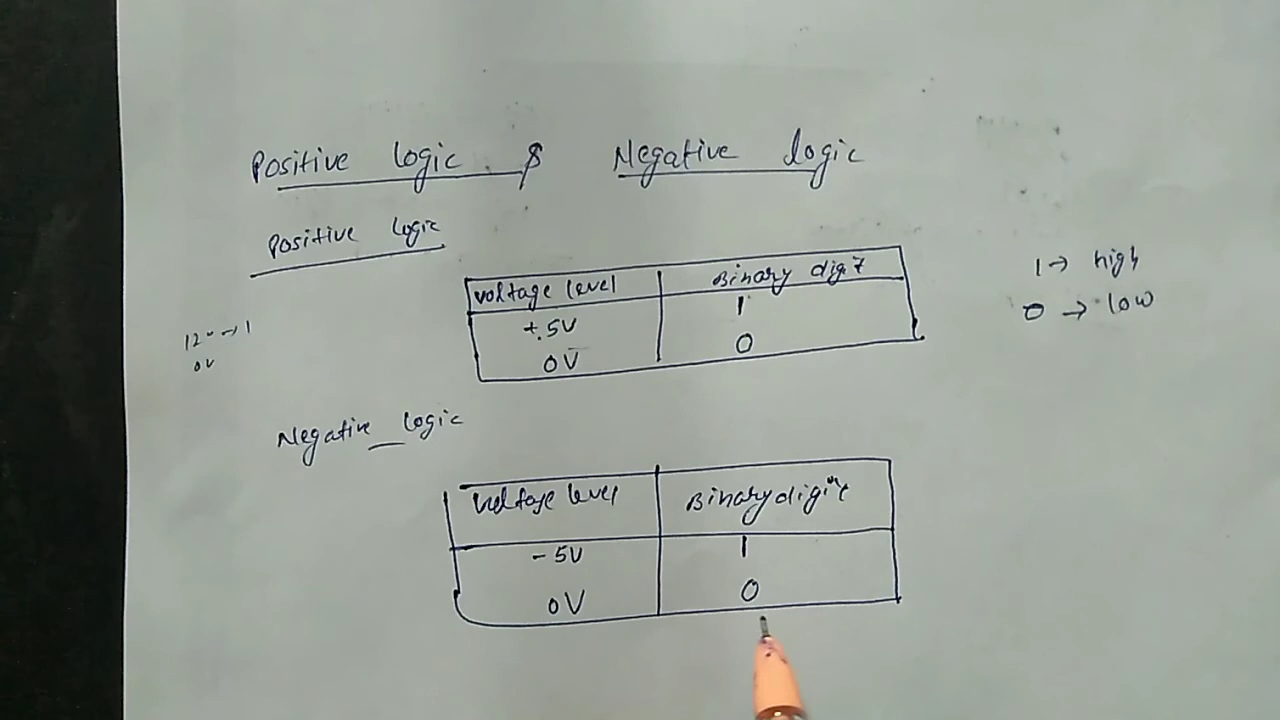 Positive logic & Negative logic
Positive logic
voltage level Binary digit
+5V 1
0V 0
1→ high
0 → low
12v → 1
0v
Negative logic
voltage level Binary digit
-5V 1
0V 0